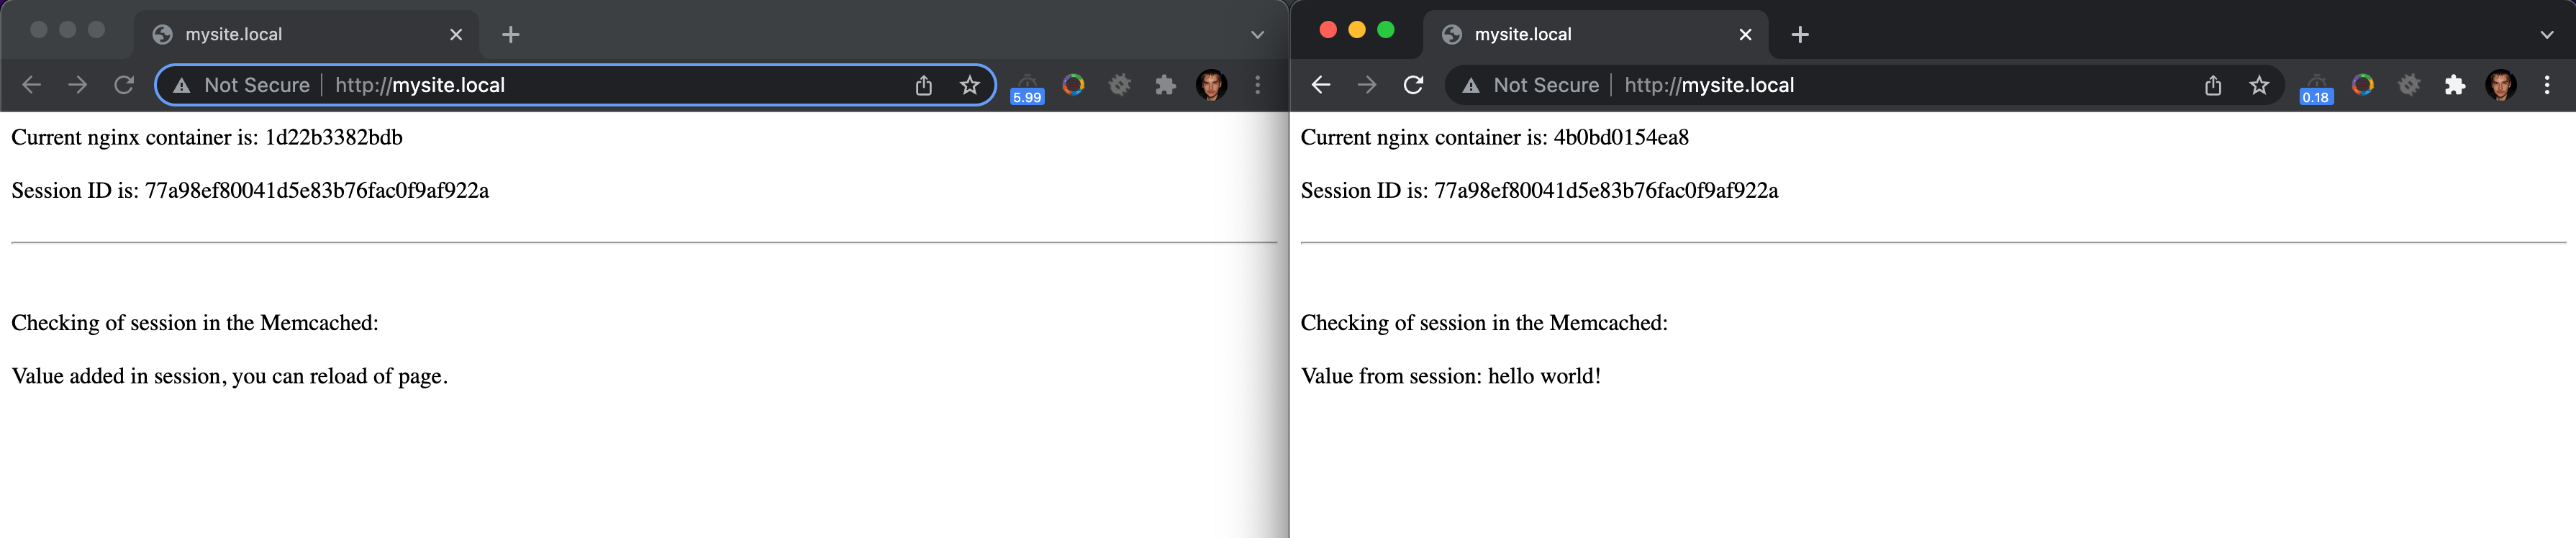 mysite.local
Not Secure http://mysite.local
5.99
Current nginx container is: 1d22b3382bdb
Session ID is: 77a98ef80041d5e83b76fac0f9af922a
Checking of session in the Memcached:
Value added in session, you can reload of page.
mysite.local
Not Secure http://mysite.local
0.18
Current nginx container is: 4b0bd0154ea8
Session ID is: 77a98ef80041d5e83b76fac0f9af922a
Checking of session in the Memcached:
Value from session: hello world!